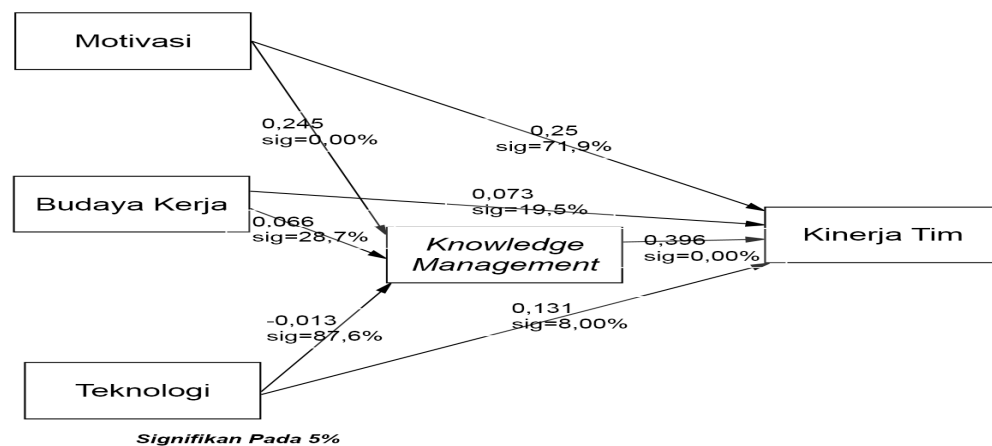 Motivasi
0,245
sig=0,00%
0,25
sig=71,9%
Budaya Kerja
0,066
sig=28,7%
0,073
sig=19,5%
Knowledge
Management
0,396
sig=0,00%
Kinerja Tim
-0,013
sig=87,6%
0,131
sig=8,00%
Teknologi
Signifikan Pada 5%